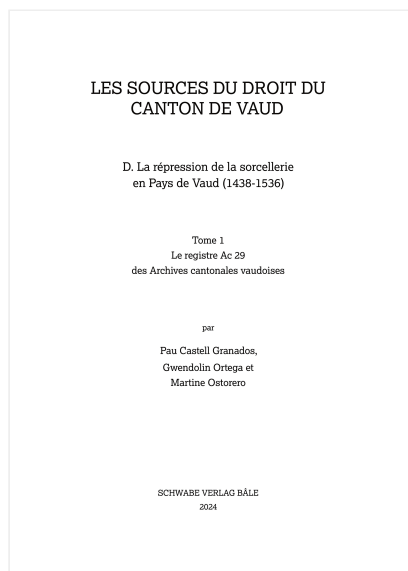 LES SOURCES DU DROIT DU
CANTON DE VAUD
D. La répression de la sorcellerie
en Pays de Vaud (1438-1536)
Tome 1
Le registre Ac 29
des Archives cantonales vaudoises
par
Pau Castell Granados,
Gwendolin Ortega et
Martine Ostorero
SCHWABE VERLAG BÂLE
2024